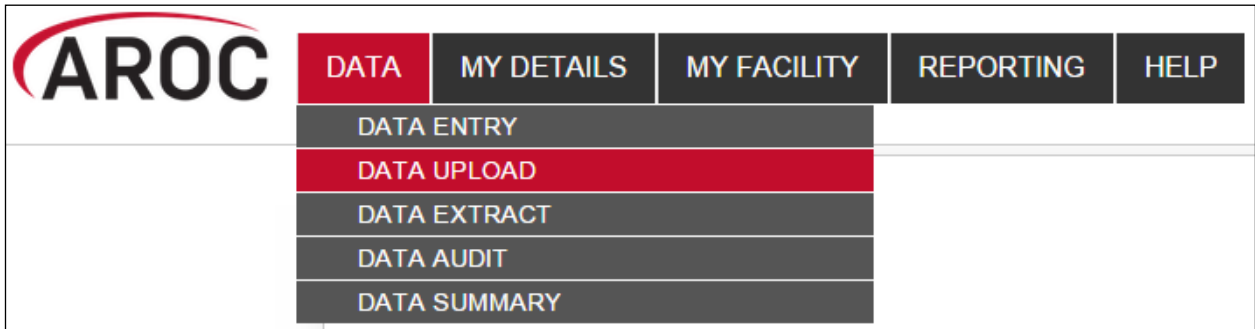 AROC DATA MY DETAILS MY FACILITY REPORTING HELP
DATA ENTRY
DATA UPLOAD
DATA EXTRACT
DATA AUDIT
DATA SUMMARY